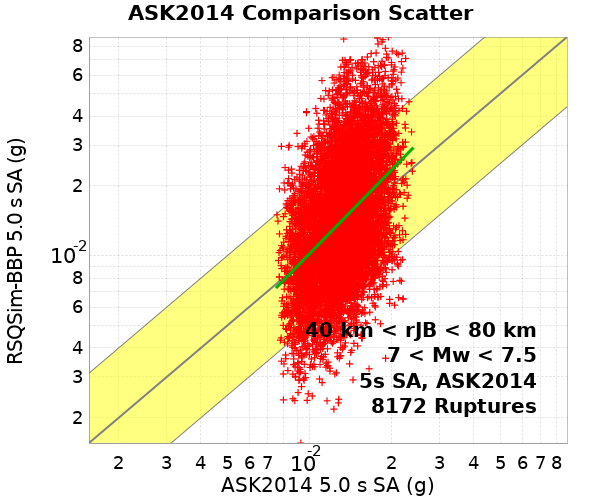 ASK2014 Comparison Scatter
8
6
4
3
2
10-2
8
6
4
3
2
RSQSim-BBP 5.0 s SA (g)
40 km < rJB < 80 km
7 < Mw < 7.5
5s SA, ASK2014
8172 Ruptures
2 3 4 5 6 7 10-2 2 3 4 5 6 7 8
ASK2014 5.0 s SA (g)